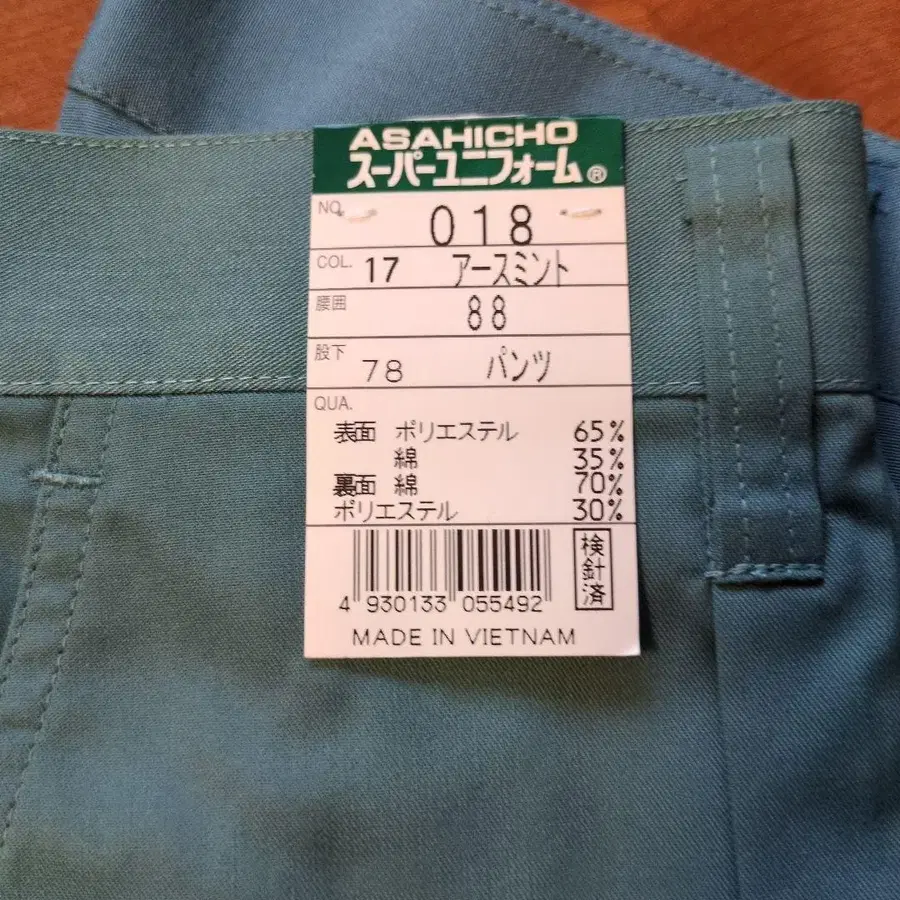 ASAHICHO
スーパーユニフォーム®
NO. 018
COL. 17 アースミント
腰囲 88
股下 78 パンツ
QUA.
表面 ポリエステル 65%
綿 35%
裏面 綿 70%
ポリエステル 30%
検針済
4 930133 055492
MADE IN VIETNAM